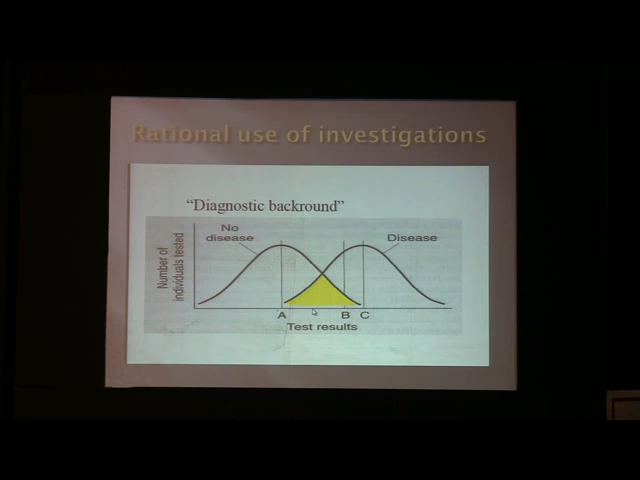 Rational use of investigations
“Diagnostic backround”
No
disease
Disease
Number of
individuals tested
A
B
C
Test results